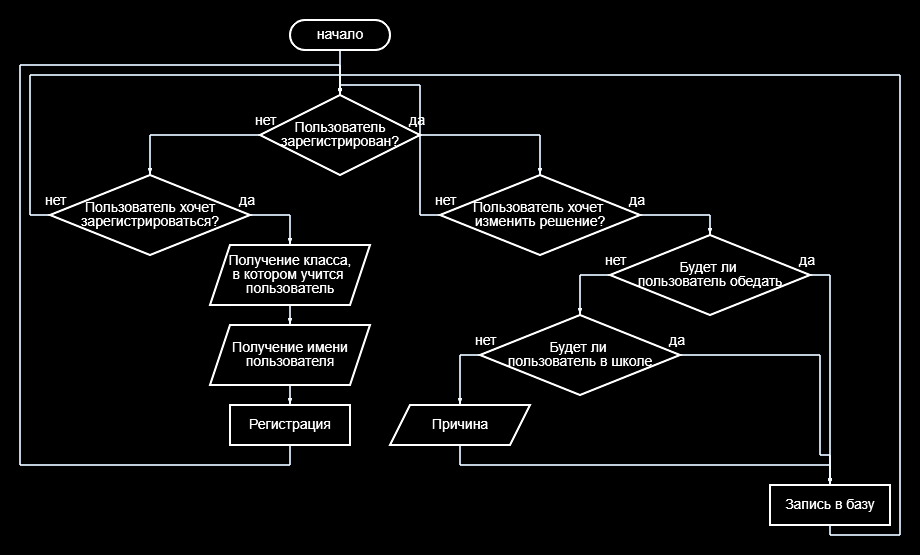 начало
нет
да
Пользователь
зарегистрирован?
нет
Пользователь хочет
зарегистрироваться?
да
нет
Пользователь хочет
изменить решение?
да
Получение класса,
в котором учится
пользователь
нет
Будет ли
пользователь обедать
да
Получение имени
пользователя
нет
Будет ли
пользователь в школе
да
Регистрация
Причина
Запись в базу